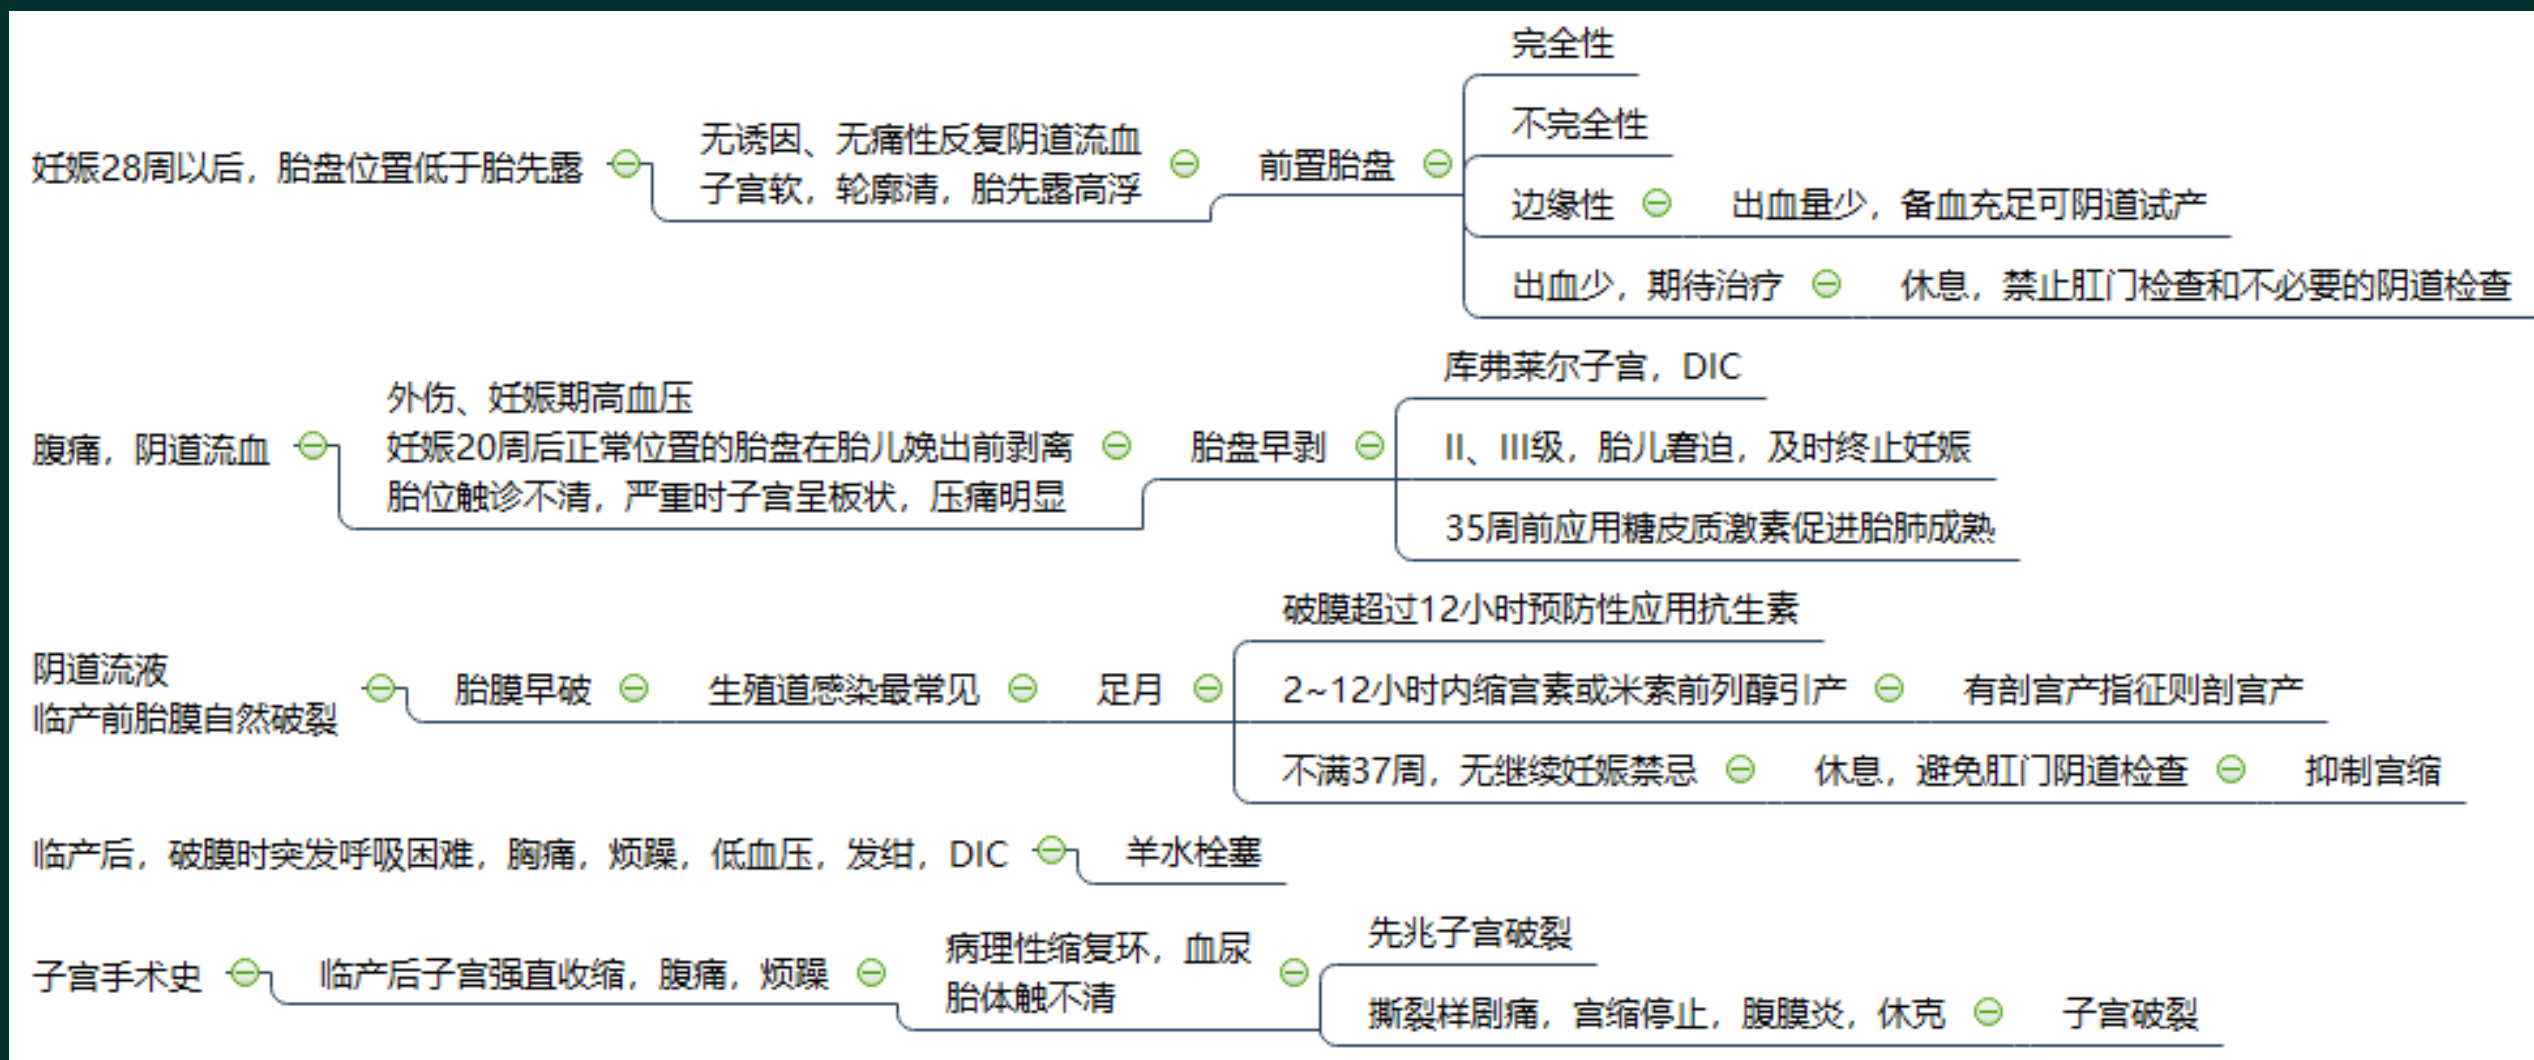 完全性
不完全性
妊娠28周以后，胎盘位置低于胎先露
无诱因、无痛性反复阴道流血
子宫软，轮廓清，胎先露高浮
前置胎盘
边缘性
出血量少，备血充足可阴道试产
出血少，期待治疗
休息，禁止肛门检查和不必要的阴道检查
腹痛，阴道流血
外伤、妊娠期高血压
妊娠20周后正常位置的胎盘在胎儿娩出前剥离
胎位触诊不清，严重时子宫呈板状，压痛明显
胎盘早剥
库弗莱尔子宫，DIC
II、III级，胎儿窘迫，及时终止妊娠
35周前应用糖皮质激素促进胎肺成熟
阴道流液
临产前胎膜自然破裂
胎膜早破
生殖道感染最常见
足月
破膜超过12小时预防性应用抗生素
2~12小时内缩宫素或米索前列醇引产
有剖宫产指征则剖宫产
不满37周，无继续妊娠禁忌
休息，避免肛门阴道检查
抑制宫缩
临产后，破膜时突发呼吸困难，胸痛，烦躁，低血压，发绀，DIC
羊水栓塞
子宫手术史
临产后子宫强直收缩，腹痛，烦躁
病理性缩复环，血尿
胎体触不清
先兆子宫破裂
撕裂样剧痛，宫缩停止，腹膜炎，休克
子宫破裂